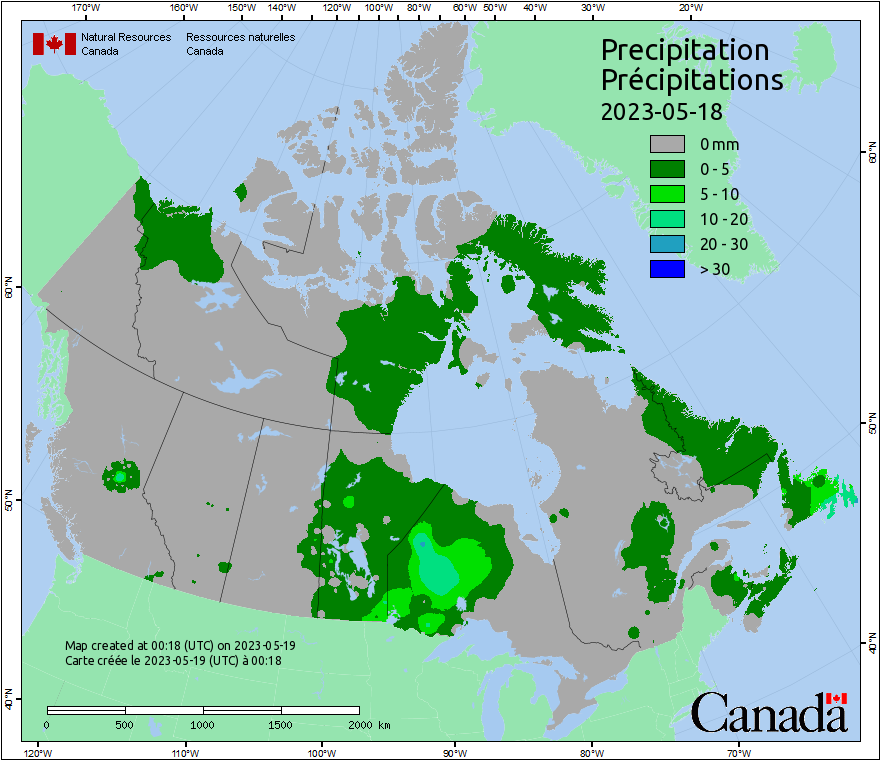 170°W 160°W 150°W 140°W 130°W 120°W 110°W 100°W 90°W 80°W 70°W 60°W 50°W 40°W 30°W 20°W
Natural Resources Ressources naturelles
Canada Canada
Precipitation
Précipitations
2023-05-18
0 mm
0 - 5
5 - 10
10 - 20
20 - 30
> 30
60°N
60°N
50°N
50°N
40°N
40°N
Map created at 00:18 (UTC) on 2023-05-19
Carte créée le 2023-05-19 (UTC) à 00:18
0 500 1000 1500 2000 km
Canada
120°W 110°W 100°W 90°W 80°W 70°W